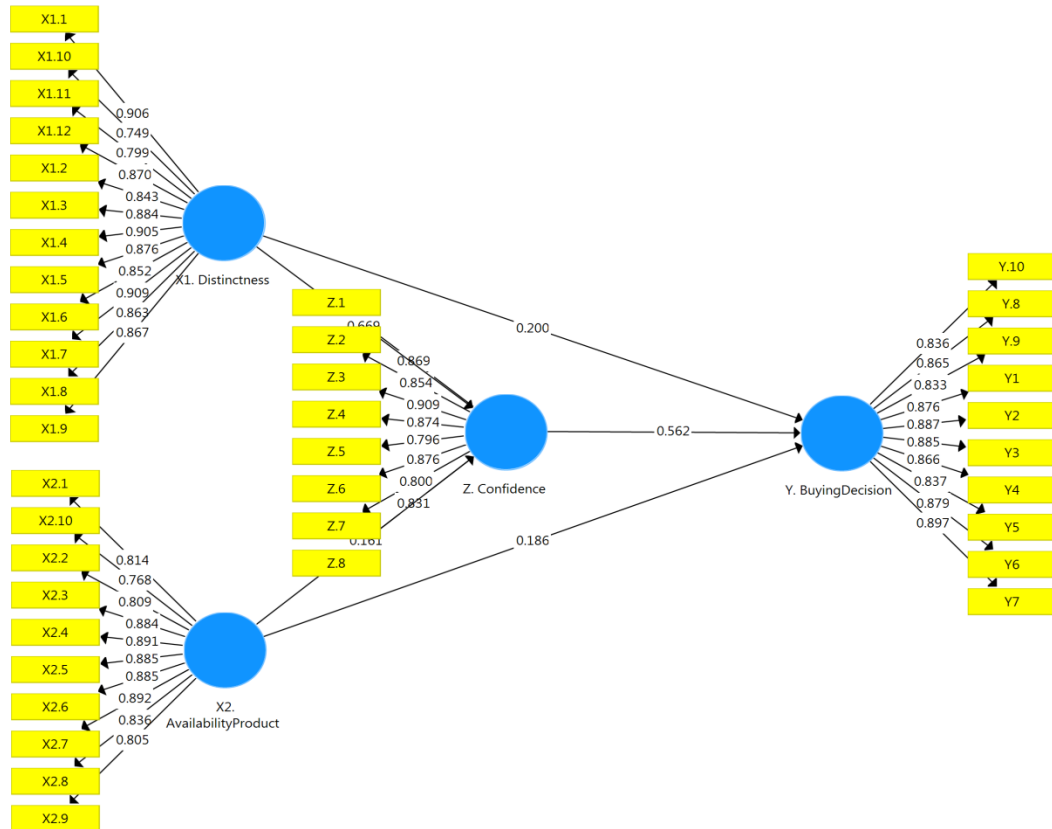 X1.1
X1.10
X1.11
X1.12
X1.2
X1.3
X1.4
X1.5
X1.6
X1.7
X1.8
X1.9
0.906
0.749
0.799
0.870
0.843
0.884
0.905
0.876
0.852
0.909
0.863
0.867
X1. Distinctness
X2.1
X2.10
X2.2
X2.3
X2.4
X2.5
X2.6
X2.7
X2.8
X2.9
0.814
0.768
0.809
0.884
0.891
0.885
0.885
0.892
0.836
0.805
X2.
AvailabilityProduct
Z.1
Z.2
Z.3
Z.4
Z.5
Z.6
Z.7
Z.8
0.669
0.869
0.854
0.909
0.874
0.796
0.876
0.800
0.831
0.161
Z. Confidence
0.200
0.562
0.186
Y. BuyingDecision
0.836
0.865
0.833
0.876
0.887
0.885
0.866
0.837
0.879
0.897
Y.10
Y.8
Y.9
Y1
Y2
Y3
Y4
Y5
Y6
Y7